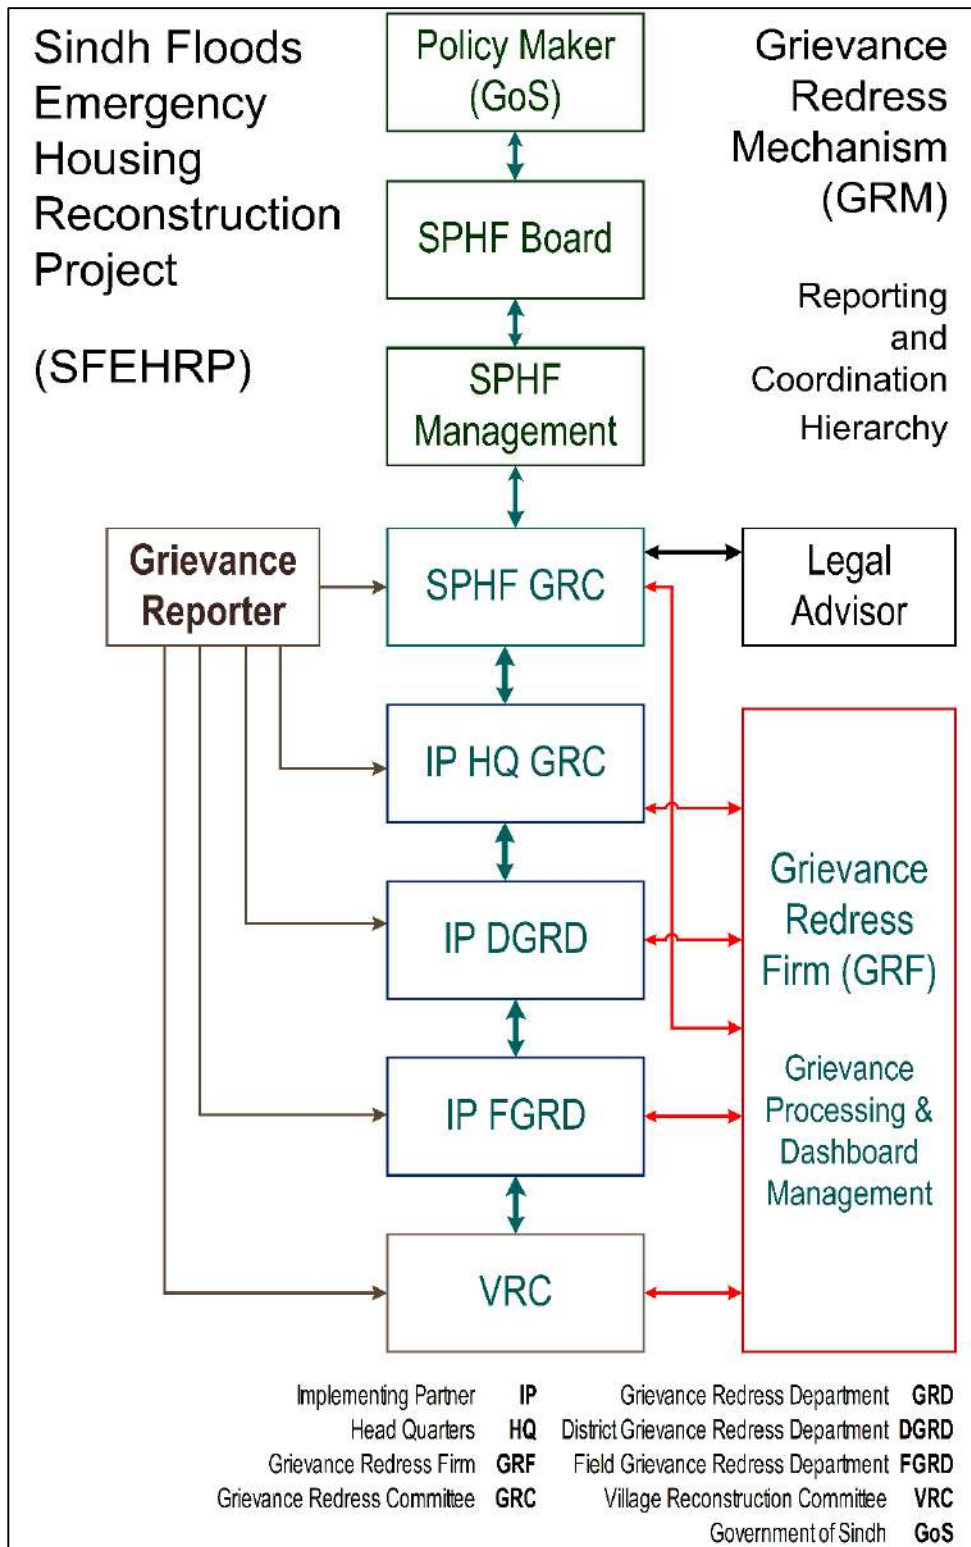 Sindh Floods
Emergency
Housing
Reconstruction
Project
(SFEHRP)
Grievance
Redress
Mechanism
(GRM)
Reporting
and
Coordination
Hierarchy
Policy Maker
(GoS)
SPHF Board
SPHF
Management
Grievance
Reporter
SPHF GRC
Legal
Advisor
IP HQ GRC
IP DGRD
IP FGRD
VRC
Grievance
Redress
Firm (GRF)
Grievance
Processing &
Dashboard
Management
Implementing Partner IP
Head Quarters HQ
Grievance Redress Firm GRF
Grievance Redress Committee GRC
Grievance Redress Department GRD
District Grievance Redress Department DGRD
Field Grievance Redress Department FGRD
Village Reconstruction Committee VRC
Government of Sindh GoS